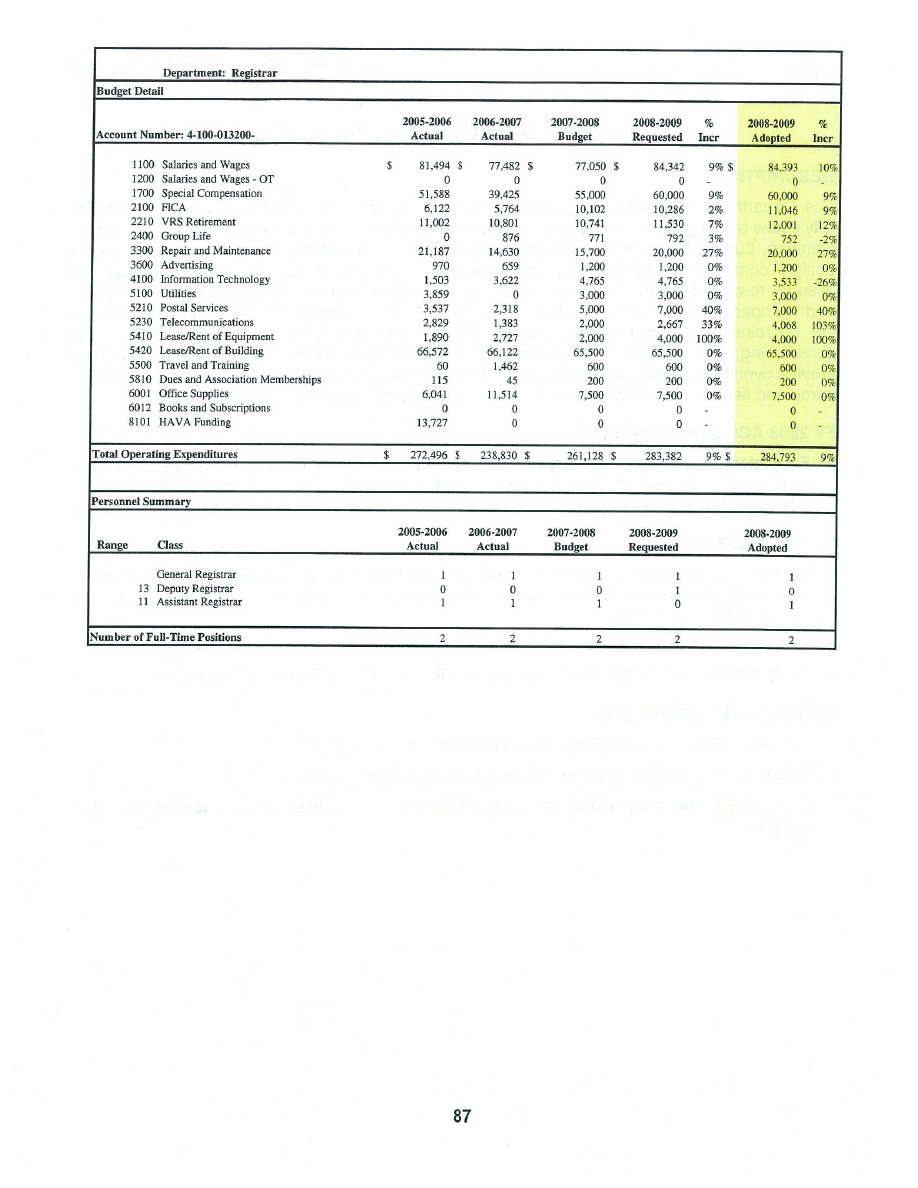 Department: Registrar
Budget Detail
2005-2006 2006-2007 2007-2008 2008-2009 % 2008-2009 %
Account Number: 4-100-013200- Actual Actual Budget Requested Incr Adopted Incr
1100 Salaries and Wages $ 81,494 $ 77,482 $ 77,050 $ 84,342 9% $ 84,393 10%
1200 Salaries and Wages - OT 0 0 0 0 - 0 -
1700 Special Compensation 51,588 39,425 55,000 60,000 9% 60,000 9%
2100 FICA 6,122 5,764 10,102 10,286 2% 11,046 9%
2210 VRS Retirement 11,002 10,801 10,741 11,530 7% 12,001 12%
2400 Group Life 0 876 771 792 3% 752 -2%
3300 Repair and Maintenance 21,187 14,630 15,700 20,000 27% 20,000 27%
3600 Advertising 970 659 1,200 1,200 0% 1,200 0%
4100 Information Technology 1,503 3,622 4,765 4,765 0% 3,533 -26%
5100 Utilities 3,859 0 3,000 3,000 0% 3,000 0%
5210 Postal Services 3,537 2,318 5,000 7,000 40% 7,000 40%
5230 Telecommunications 2,829 1,383 2,000 2,667 33% 4,068 103%
5410 Lease/Rent of Equipment 1,890 2,727 2,000 4,000 100% 4,000 100%
5420 Lease/Rent of Building 66,572 66,122 65,500 65,500 0% 65,500 0%
5500 Travel and Training 60 1,462 600 600 0% 600 0%
5810 Dues and Association Memberships 115 45 200 200 0% 200 0%
6001 Office Supplies 6,041 11,514 7,500 7,500 0% 7,500 0%
6012 Books and Subscriptions 0 0 0 0 - 0 -
8101 HAVA Funding 13,727 0 0 0 - 0
Total Operating Expenditures $ 272,496 $ 238,830 $ 261,128 $ 283,382 9% $ 284,793 9%
Personnel Summary
2005-2006 2006-2007 2007-2008 2008-2009 2008-2009
Range Class Actual Actual Budget Requested Adopted
General Registrar 1 1 1 1 1
13 Deputy Registrar 0 0 0 1 0
11 Assistant Registrar 1 1 1 0 1
Number of Full-Time Positions 2 2 2 2 2
87